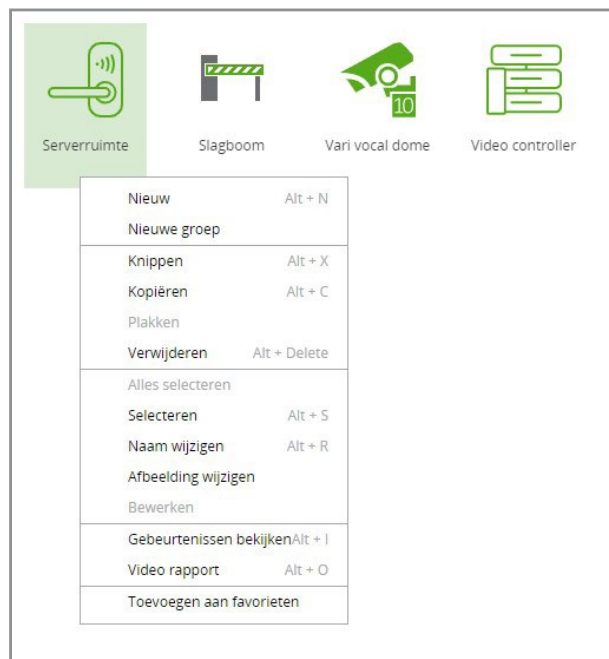 10
Serverruimte Slagboom Vari vocal dome Video controller
Nieuw Alt + N
Nieuwe groep
Knippen Alt + X
Kopiëren Alt + C
Plakken
Verwijderen Alt + Delete
Alles selecteren
Selecteren Alt + S
Naam wijzigen Alt + R
Afbeelding wijzigen
Bewerken
Gebeurtenissen bekijkenAlt + I
Video rapport Alt + O
Toevoegen aan favorieten